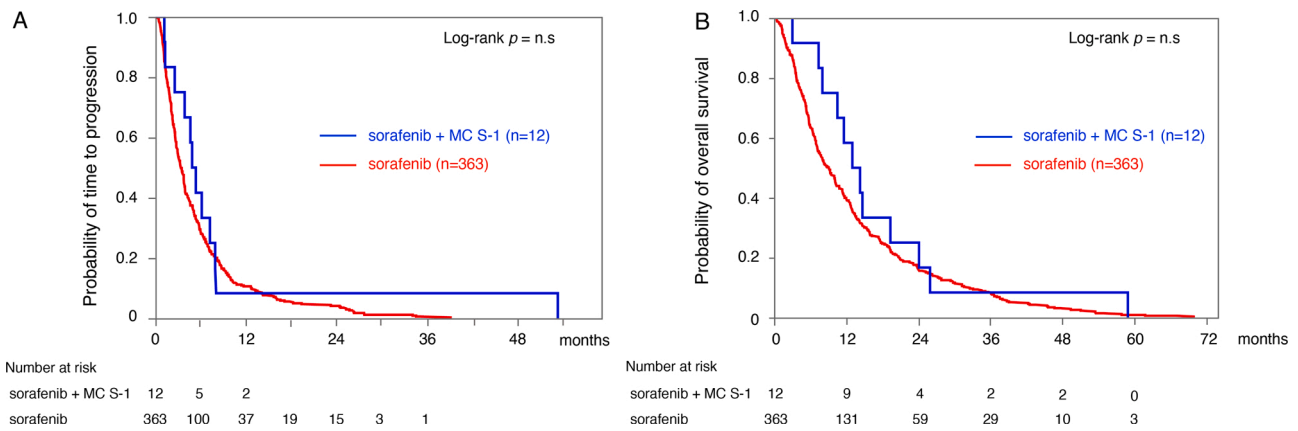 A
Probability of time to progression
1.0
0.8
0.6
0.4
0.2
0
Log-rank p = n.s
sorafenib + MC S-1 (n=12)
sorafenib (n=363)
0 12 24 36 48 months
Number at risk
sorafenib + MC S-1 12 5 2
sorafenib 363 100 37 19 15 3 1
B
Probability of overall survival
1.0
0.8
0.6
0.4
0.2
0
Log-rank p = n.s
sorafenib + MC S-1 (n=12)
sorafenib (n=363)
0 12 24 36 48 60 72 months
Number at risk
sorafenib + MC S-1 12 9 4 2 2 0
sorafenib 363 131 59 29 10 3